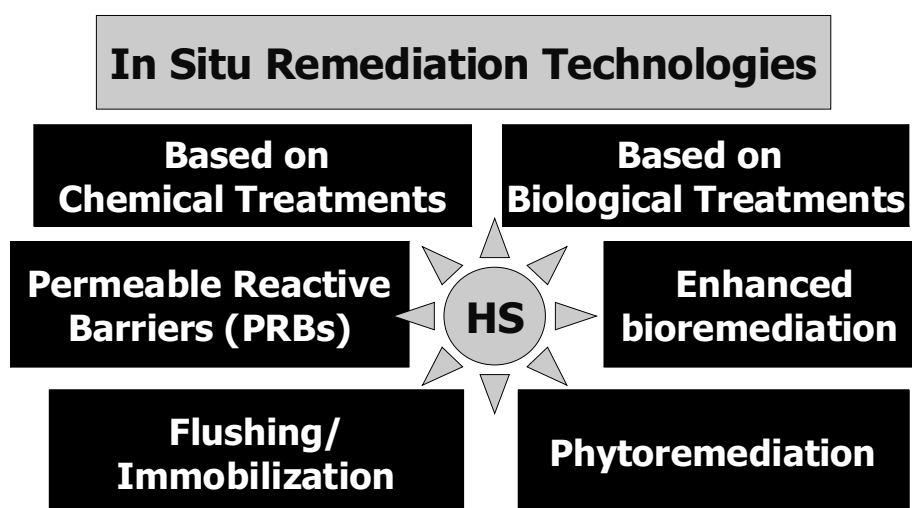 In Situ Remediation Technologies
Based on
Chemical Treatments
Based on
Biological Treatments
Permeable Reactive
Barriers (PRBs)
HS
Enhanced
bioremediation
Flushing/
Immobilization
Phytoremediation